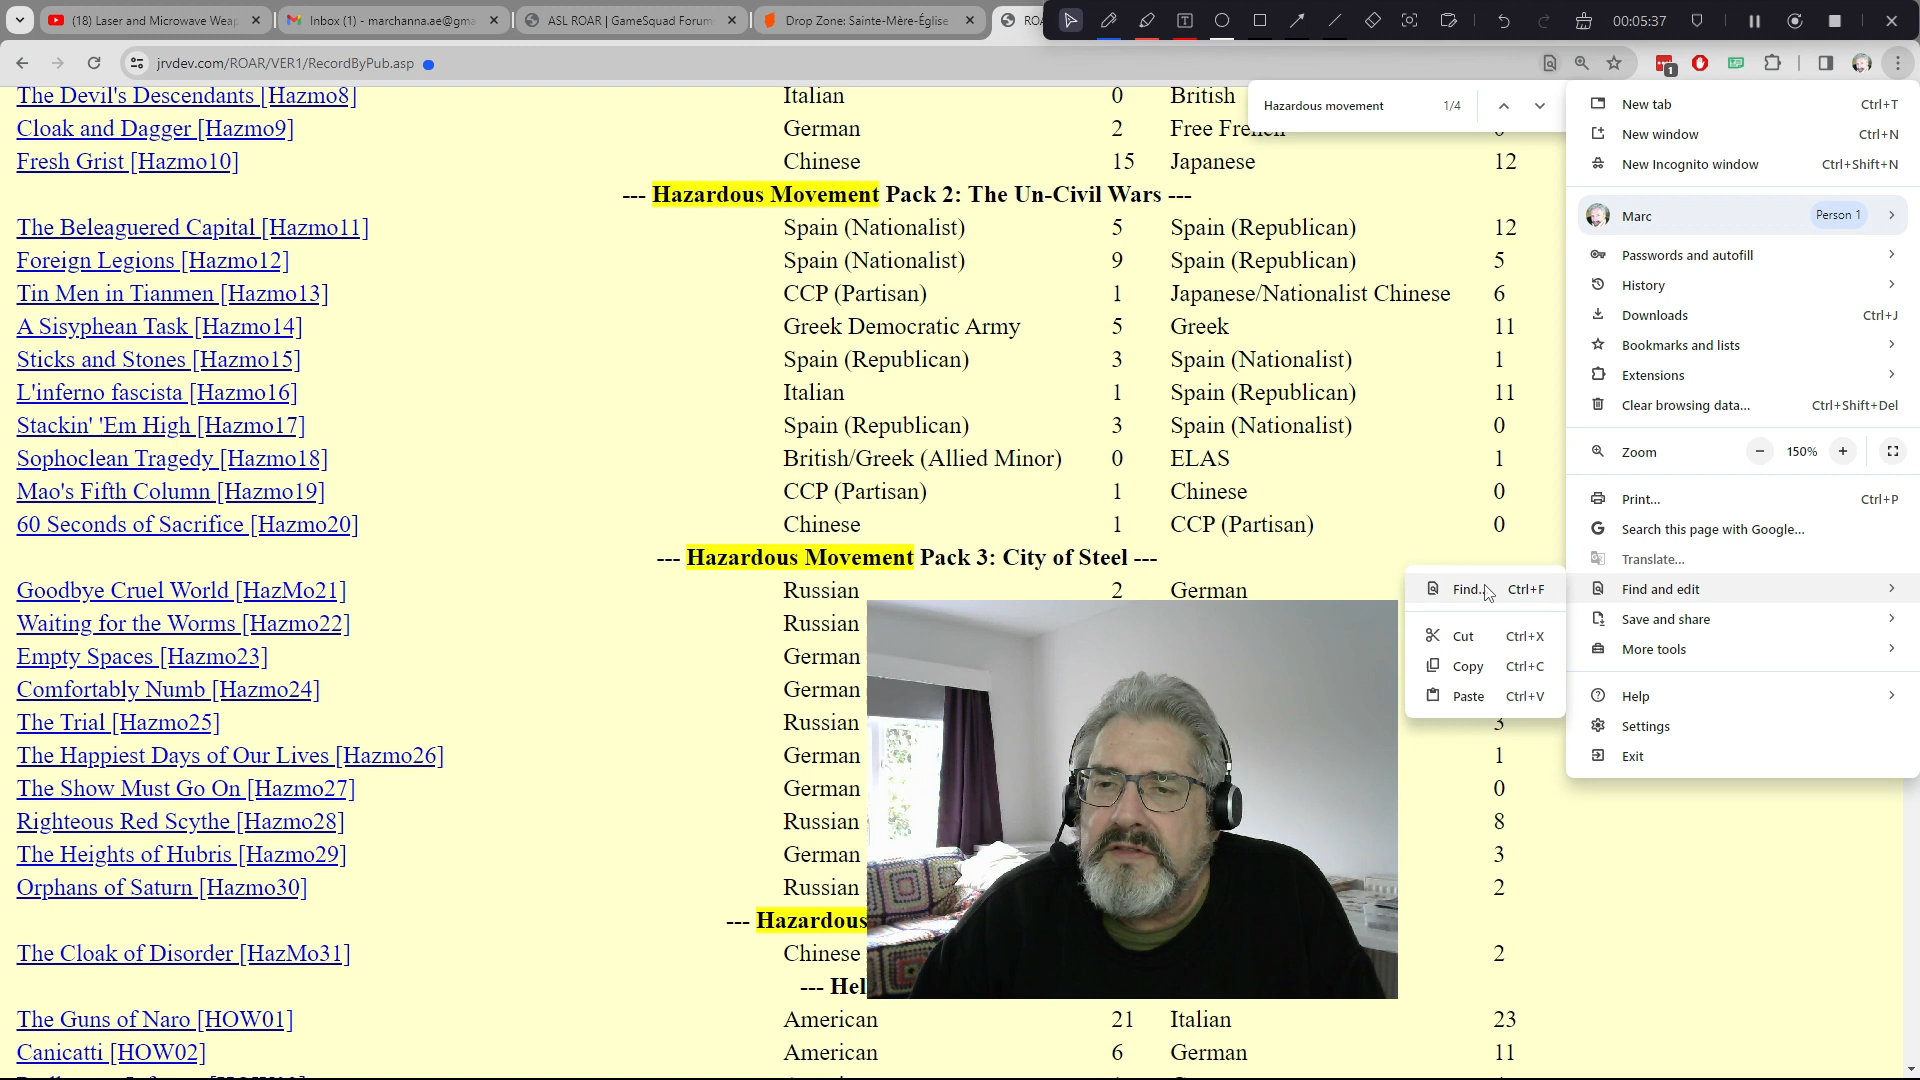 (18) Laser and Microwave Weap
Inbox (1) - marchanna.ae@gma
ASL ROAR | GameSquad Forum
Drop Zone: Sainte-Mère-Église
00:05:37
jrvdev.com/ROAR/VER1/RecordByPub.asp
1
Hazardous movement 1/4
The Devil's Descendants [Hazmo8] Italian 0 British
Cloak and Dagger [Hazmo9] German 2 Free French
Fresh Grist [Hazmo10] Chinese 15 Japanese 12
--- Hazardous Movement Pack 2: The Un-Civil Wars ---
The Beleaguered Capital [Hazmo11] Spain (Nationalist) 5 Spain (Republican) 12
Foreign Legions [Hazmo12] Spain (Nationalist) 9 Spain (Republican) 5
Tin Men in Tianmen [Hazmo13] CCP (Partisan) 1 Japanese/Nationalist Chinese 6
A Sisyphean Task [Hazmo14] Greek Democratic Army 5 Greek 11
Sticks and Stones [Hazmo15] Spain (Republican) 3 Spain (Nationalist) 1
L'inferno fascista [Hazmo16] Italian 1 Spain (Republican) 11
Stackin' 'Em High [Hazmo17] Spain (Republican) 3 Spain (Nationalist) 0
Sophoclean Tragedy [Hazmo18] British/Greek (Allied Minor) 0 ELAS 1
Mao's Fifth Column [Hazmo19] CCP (Partisan) 1 Chinese 0
60 Seconds of Sacrifice [Hazmo20] Chinese 1 CCP (Partisan) 0
--- Hazardous Movement Pack 3: City of Steel ---
Goodbye Cruel World [HazMo21] Russian 2 German
Waiting for the Worms [Hazmo22] Russian
Empty Spaces [Hazmo23] German
Comfortably Numb [Hazmo24] German
The Trial [Hazmo25] Russian 3
The Happiest Days of Our Lives [Hazmo26] German 1
The Show Must Go On [Hazmo27] German 0
Righteous Red Scythe [Hazmo28] Russian 8
The Heights of Hubris [Hazmo29] German 3
Orphans of Saturn [Hazmo30] Russian 2
--- Hazardous
The Cloak of Disorder [HazMo31] Chinese 2
--- Hel
The Guns of Naro [HOW01] American 21 Italian 23
Canicatti [HOW02] American 6 German 11
New tab Ctrl+T
New window Ctrl+N
New Incognito window Ctrl+Shift+N
Marc Person 1
Passwords and autofill
History
Downloads Ctrl+J
Bookmarks and lists
Extensions
Clear browsing data... Ctrl+Shift+Del
Zoom − 150% +
Print... Ctrl+P
Search this page with Google...
Translate...
Find and edit
Save and share
More tools
Help
Settings
Exit
Find... Ctrl+F
Cut Ctrl+X
Copy Ctrl+C
Paste Ctrl+V